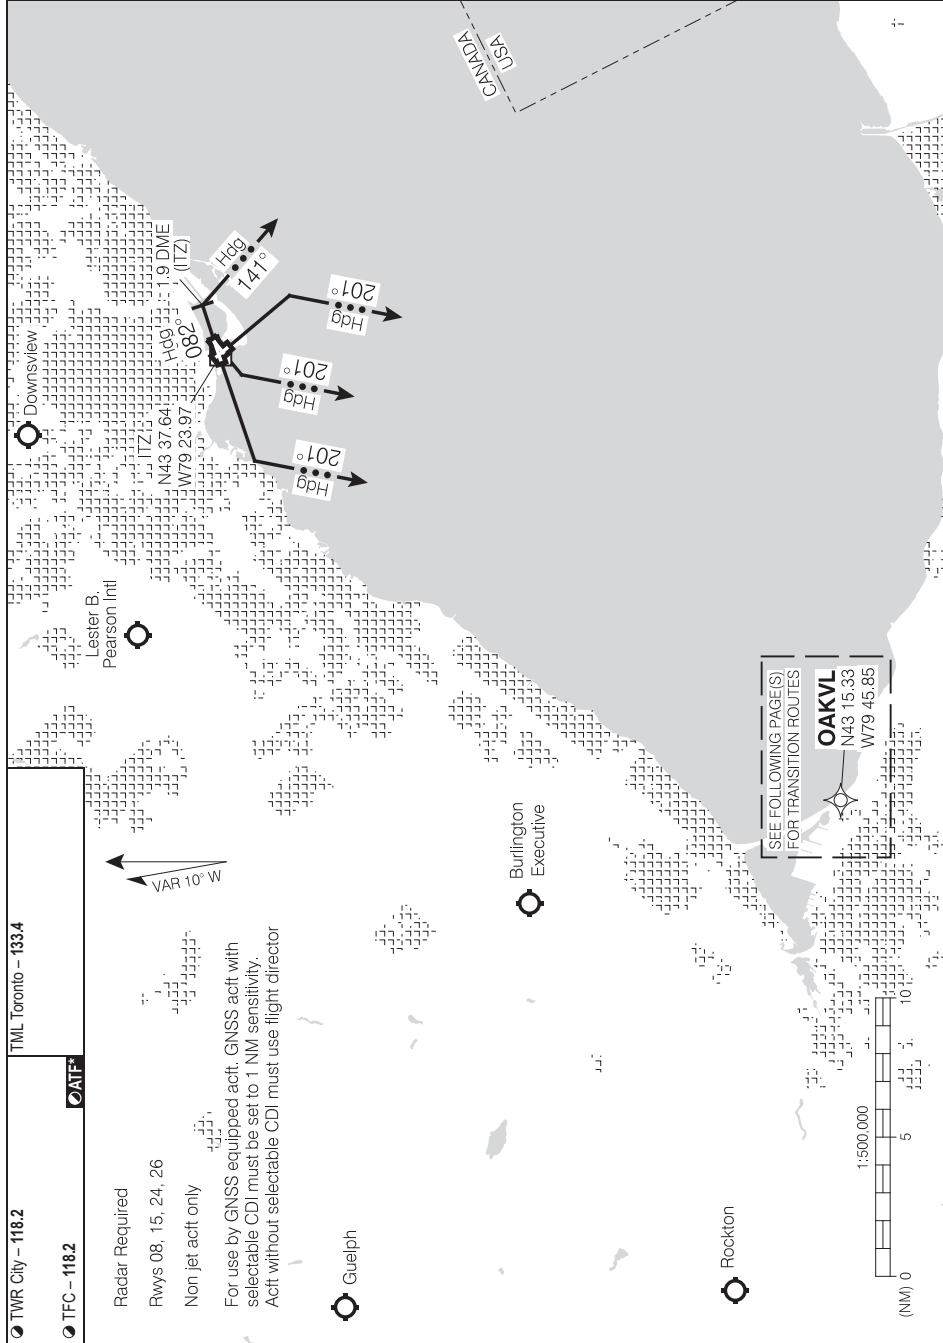 TWR City – 118.2
TML Toronto – 133.4
TFC – 118.2
ATF*
Radar Required
Rwys 08, 15, 24, 26
Non jet acft only
For use by GNSS equipped acft. GNSS acft with
selectable CDI must be set to 1 NM sensitivity.
Acft without selectable CDI must use flight director
VAR 10° W
Lester B.
Pearson Intl
Downsview
ITZ
N43 37.64
W79 23.97
Hdg
082°
1.9 DME
(ITZ)
Hdg
141°
Hdg
201°
Hdg
201°
Hdg
201°
CANADA
USA
Guelph
Burlington
Executive
Rockton
SEE FOLLOWING PAGE(S)
FOR TRANSITION ROUTES
OAKVL
N43 15.33
W79 45.85
1:500,000
(NM) 0 5 10